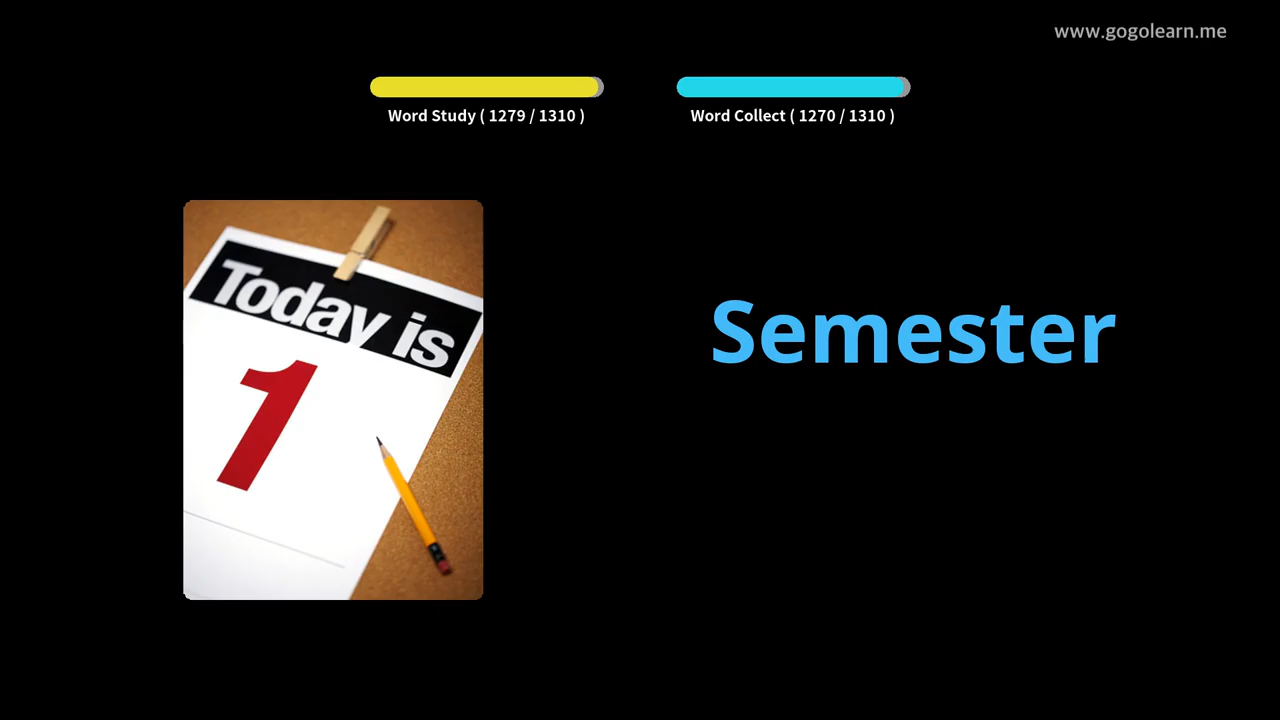 www.gogolearn.me
Word Study ( 1279 / 1310 )
Word Collect ( 1270 / 1310 )
Today is
1
Semester